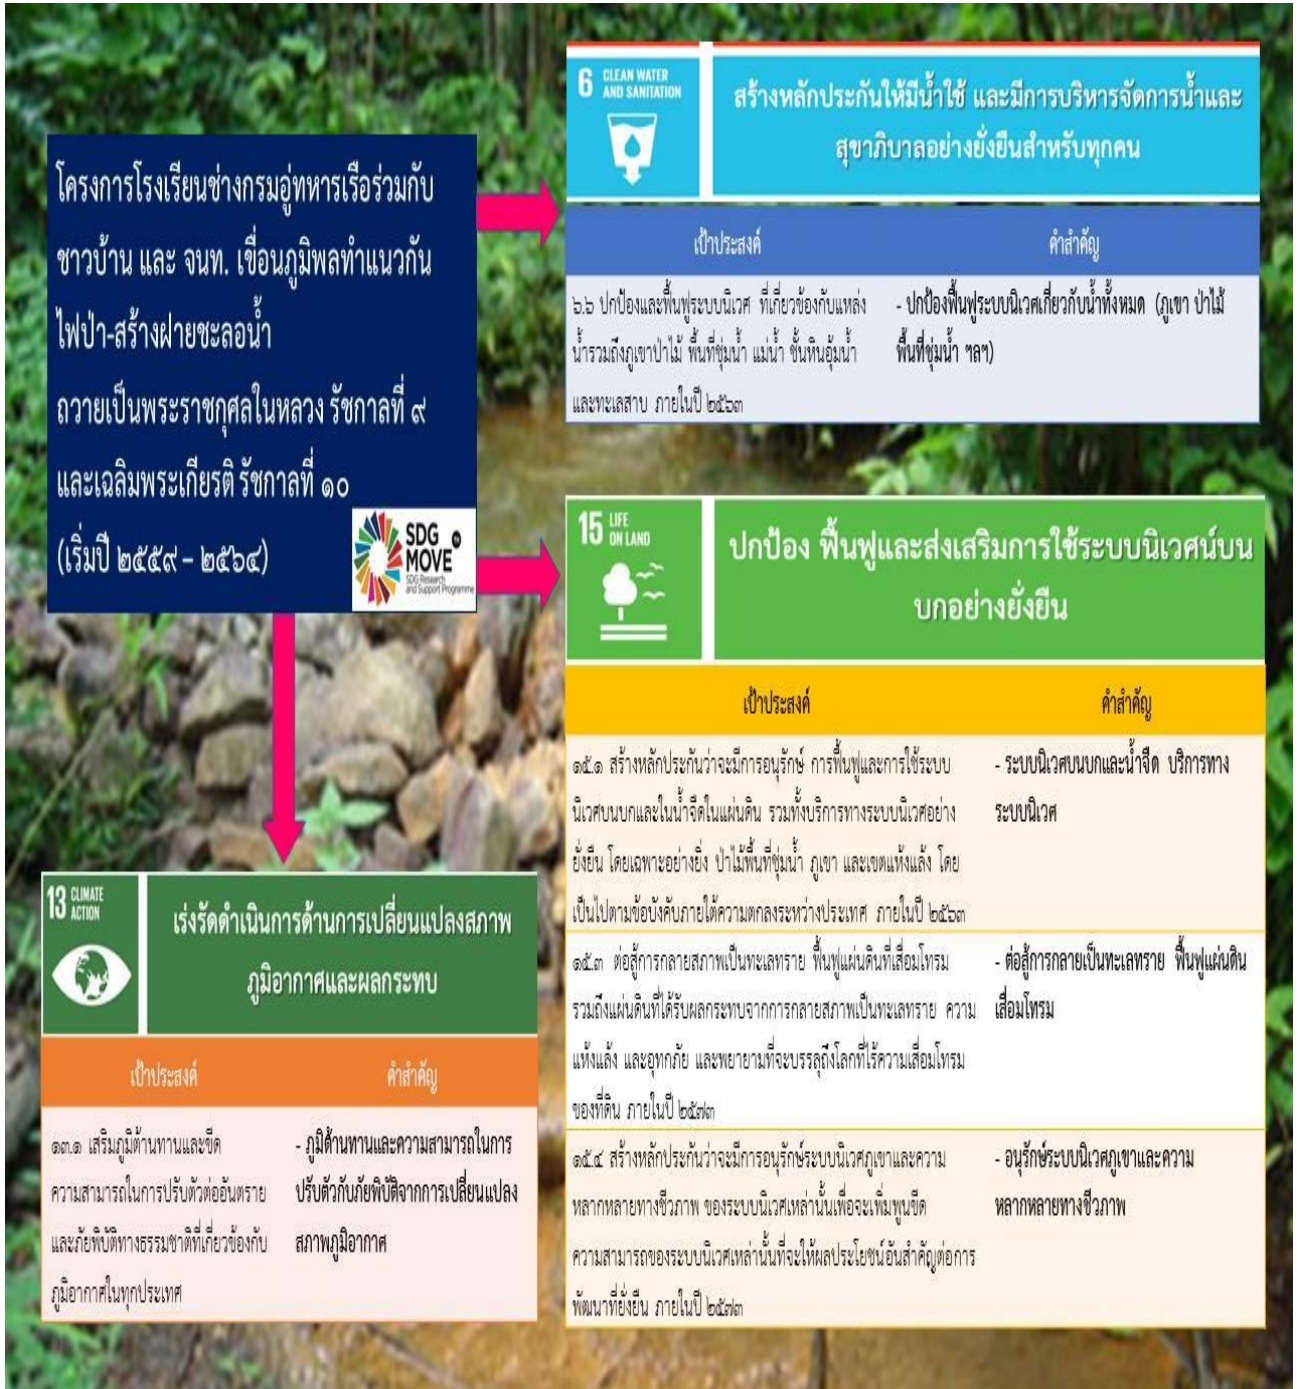 โครงการโรงเรียนช่างกรมอู่ทหารเรือร่วมกับ
ชาวบ้าน และ จนท. เขื่อนภูมิพลทำแนวกัน
ไฟป่า-สร้างฝายชะลอน้ำ
ถวายเป็นพระราชกุศลในหลวง รัชกาลที่ ๙
และเฉลิมพระเกียรติ รัชกาลที่ ๑๐
(เริ่มปี ๒๕๕๙ – ๒๕๖๔)
SDG
MOVE
SDG Research
and Support Programme
6 CLEAN WATER
AND SANITATION
สร้างหลักประกันให้มีน้ำใช้ และมีการบริหารจัดการน้ำและ
สุขาภิบาลอย่างยั่งยืนสำหรับทุกคน
เป้าประสงค์
คำสำคัญ
๖.๖ ปกป้องและฟื้นฟูระบบนิเวศ ที่เกี่ยวข้องกับแหล่ง
น้ำรวมถึงภูเขาป่าไม้ พื้นที่ชุ่มน้ำ แม่น้ำ ชั้นหินอุ้มน้ำ
และทะเลสาบ ภายในปี ๒๕๖๓
- ปกป้องฟื้นฟูระบบนิเวศเกี่ยวกับน้ำทั้งหมด (ภูเขา ป่าไม้
พื้นที่ชุ่มน้ำ ฯลฯ)
15 LIFE
ON LAND
ปกป้อง ฟื้นฟูและส่งเสริมการใช้ระบบนิเวศน์บน
บกอย่างยั่งยืน
เป้าประสงค์
คำสำคัญ
๑๕.๑ สร้างหลักประกันว่าจะมีการอนุรักษ์ การฟื้นฟูและการใช้ระบบ
นิเวศบนบกและในน้ำจืดในแผ่นดิน รวมทั้งบริการทางระบบนิเวศอย่าง
ยั่งยืน โดยเฉพาะอย่างยิ่ง ป่าไม้พื้นที่ชุ่มน้ำ ภูเขา และเขตแห้งแล้ง โดย
เป็นไปตามข้อบังคับภายใต้ความตกลงระหว่างประเทศ ภายในปี ๒๕๖๓
- ระบบนิเวศบนบกและน้ำจืด บริการทาง
ระบบนิเวศ
๑๕.๓ ต่อสู้การกลายสภาพเป็นทะเลทราย ฟื้นฟูแผ่นดินที่เสื่อมโทรม
รวมถึงแผ่นดินที่ได้รับผลกระทบจากการกลายสภาพเป็นทะเลทราย ความ
แห้งแล้ง และอุทกภัย และพยายามที่จะบรรลุถึงโลกที่ไร้ความเสื่อมโทรม
ของที่ดิน ภายในปี ๒๕๗๓
- ต่อสู้การกลายเป็นทะเลทราย ฟื้นฟูแผ่นดิน
เสื่อมโทรม
๑๕.๔ สร้างหลักประกันว่าจะมีการอนุรักษ์ระบบนิเวศภูเขาและความ
หลากหลายทางชีวภาพ ของระบบนิเวศเหล่านั้นเพื่อจะเพิ่มพูนขีด
ความสามารถของระบบนิเวศเหล่านั้นที่จะให้ผลประโยชน์อันสำคัญต่อการ
พัฒนาที่ยั่งยืน ภายในปี ๒๕๗๓
- อนุรักษ์ระบบนิเวศภูเขาและความ
หลากหลายทางชีวภาพ
13 CLIMATE
ACTION
เร่งรัดดำเนินการด้านการเปลี่ยนแปลงสภาพ
ภูมิอากาศและผลกระทบ
เป้าประสงค์
คำสำคัญ
๑๓.๑ เสริมภูมิต้านทานและขีด
ความสามารถในการปรับตัวต่ออันตราย
และภัยพิบัติทางธรรมชาติที่เกี่ยวข้องกับ
ภูมิอากาศในทุกประเทศ
- ภูมิต้านทานและความสามารถในการ
ปรับตัวกับภัยพิบัติจากการเปลี่ยนแปลง
สภาพภูมิอากาศ